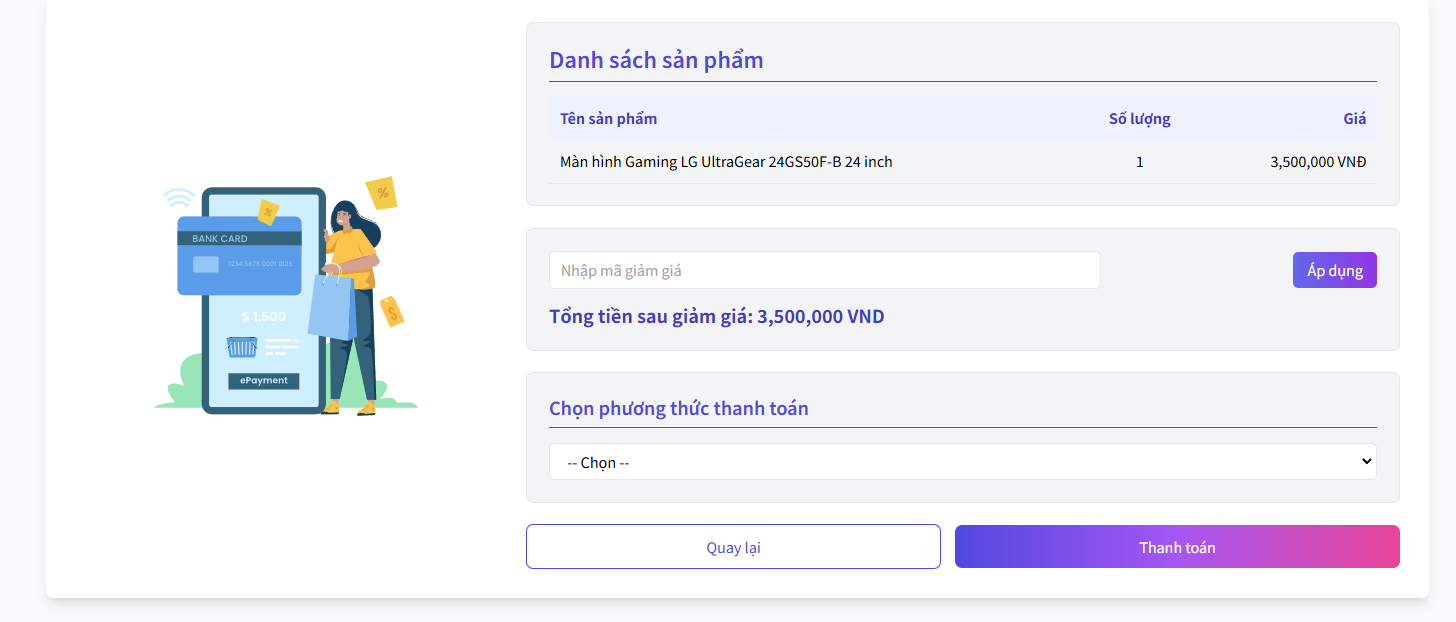 Danh sách sản phẩm
Tên sản phẩm Số lượng Giá
Màn hình Gaming LG UltraGear 24GS50F-B 24 inch 1 3,500,000 VNĐ
%
%
BANK CARD
1234 5678 0001 0103
$ 1.500
$
ePayment
Nhập mã giảm giá Áp dụng
Tổng tiền sau giảm giá: 3,500,000 VND
Chọn phương thức thanh toán
-- Chọn --
Quay lại Thanh toán